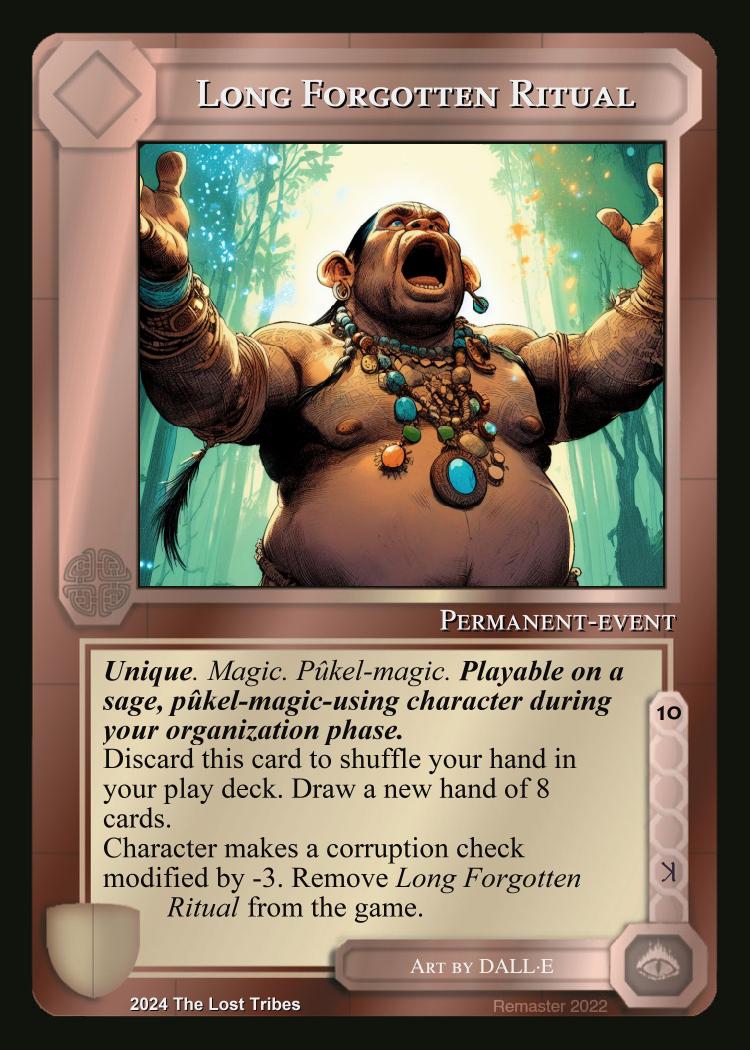 Long Forgotten Ritual
Permanent-event
Unique. Magic. Pûkel-magic. Playable on a
sage, pûkel-magic-using character during
your organization phase.
Discard this card to shuffle your hand in
your play deck. Draw a new hand of 8
cards.
Character makes a corruption check
modified by -3. Remove Long Forgotten
Ritual from the game.
10
Art by DALL·E
2024 The Lost Tribes
Remaster 2022